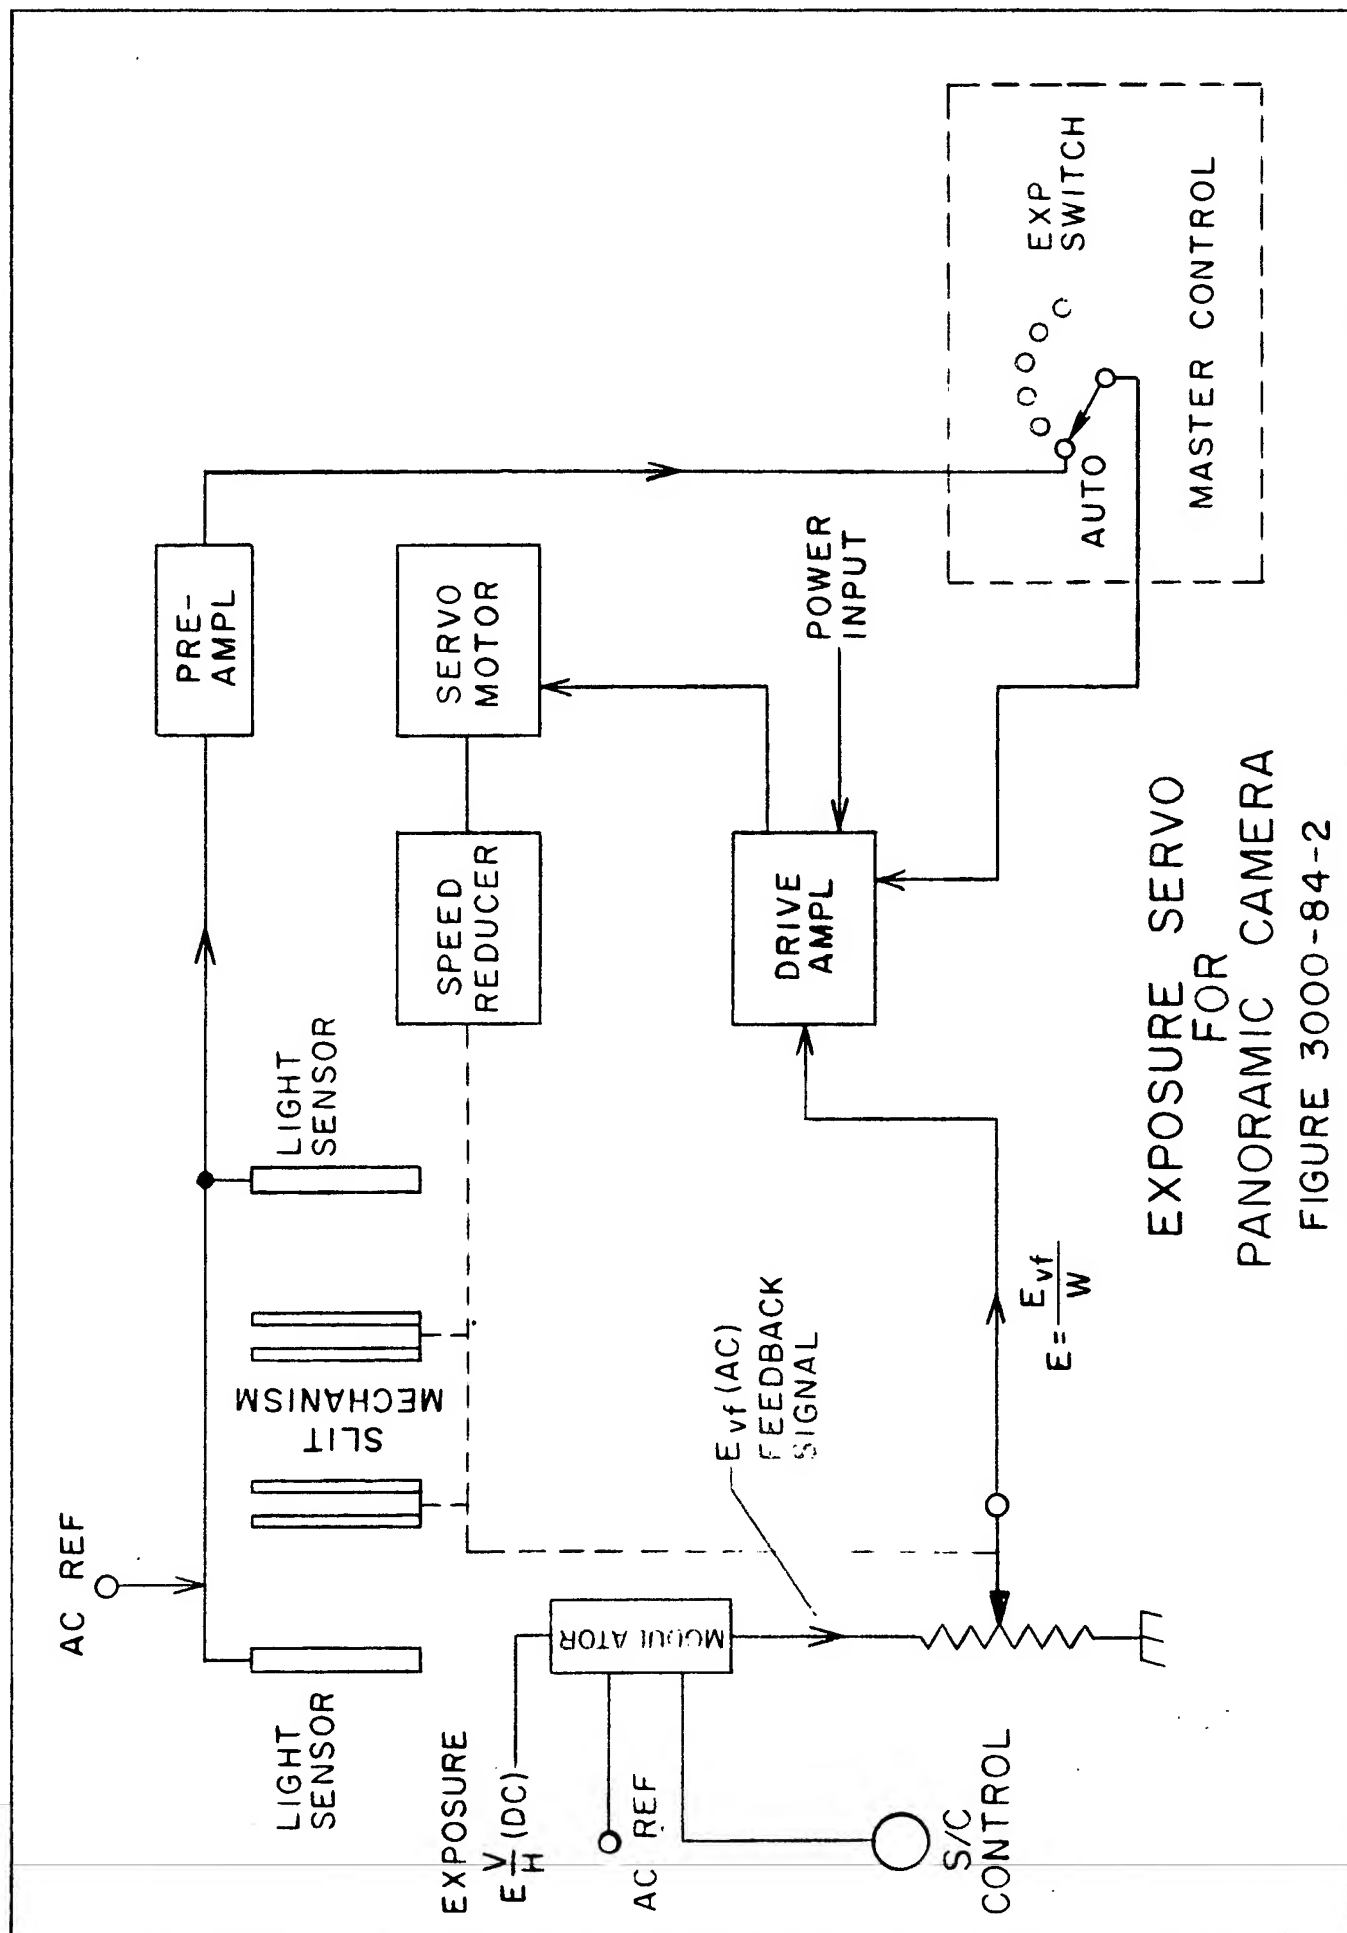 AC REF
LIGHT
SENSOR
SLIT
MECHANISM
LIGHT
SENSOR
PRE-
AMPL
EXPOSURE
E V/H (DC)
AC REF
MODULATOR
SPEED
REDUCER
SERVO
MOTOR
Evf (AC)
FEEDBACK
SIGNAL
S/C
CONTROL
DRIVE
AMPL
POWER
INPUT
E = Evf/W
AUTO
EXP
SWITCH
MASTER CONTROL
EXPOSURE SERVO
FOR
PANORAMIC CAMERA
FIGURE 3000-84-2